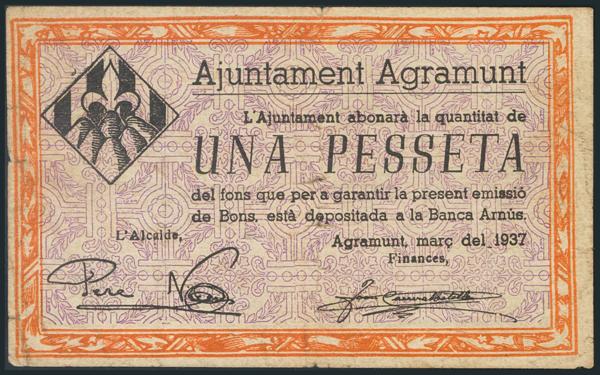 Ajuntament Agramunt
L'Ajuntament abonarà la quantitat de
UNA PESSETA
del fons que per a garantir la present emissió
de Bons, està depositada a la Banca Arnús.
L'Alcalde,
Agramunt, març del 1937
Finances,
Pere